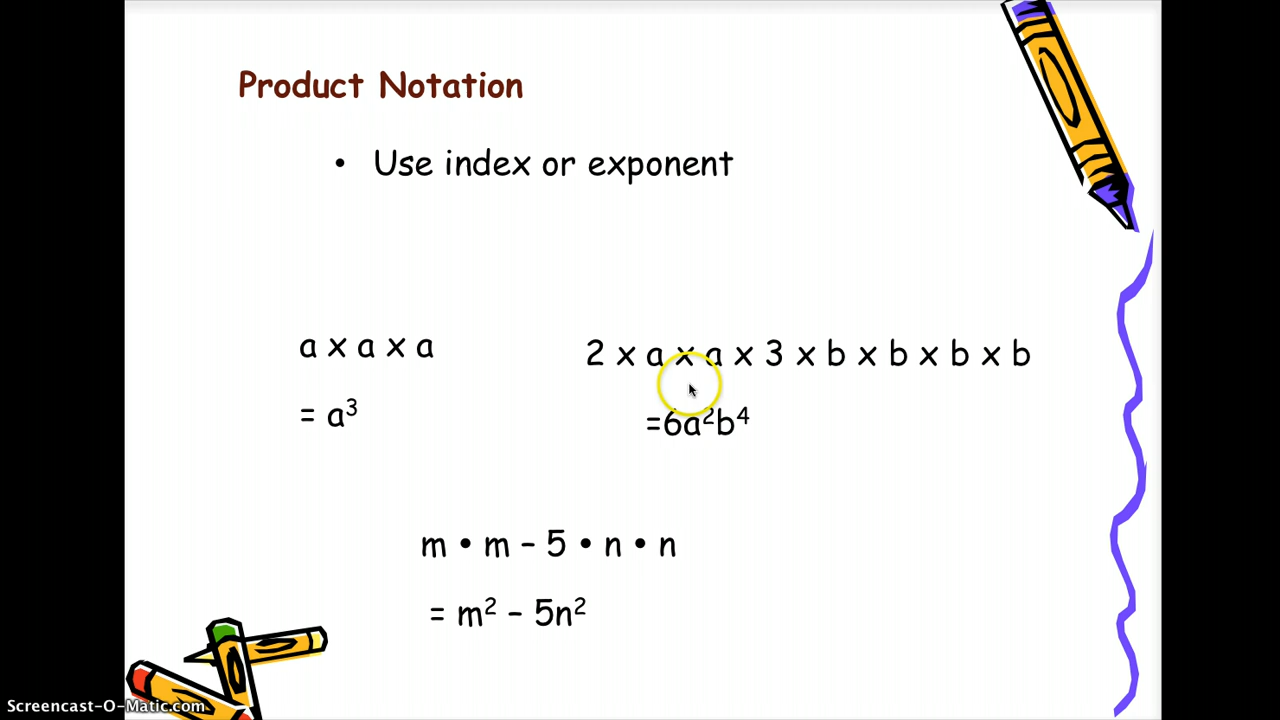 Product Notation
• Use index or exponent
a x a x a
= a³
2 x a x a x 3 x b x b x b x b
=6a²b⁴
m • m – 5 • n • n
= m² – 5n²
Screencast-O-Matic.com